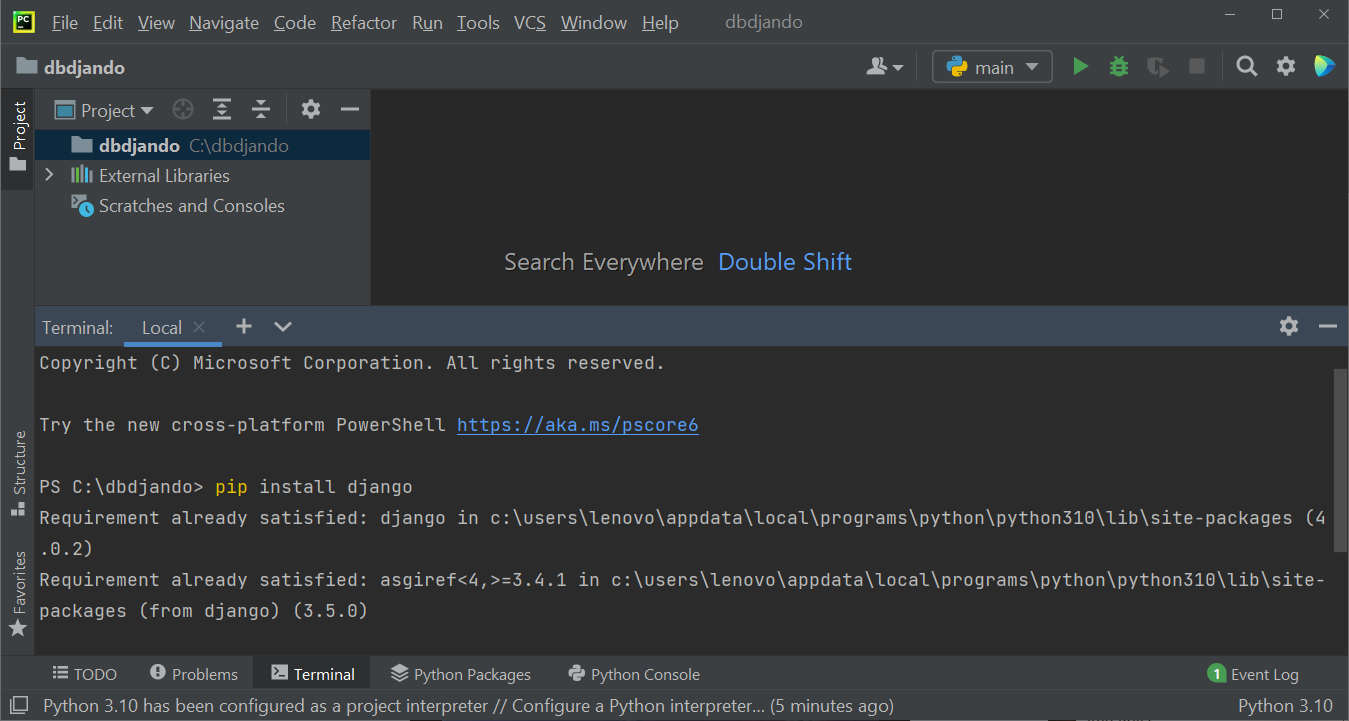 PC File Edit View Navigate Code Refactor Run Tools VCS Window Help dbdjando
dbdjando main
Project
Project
dbdjando C:\dbdjando
External Libraries
Scratches and Consoles
Search Everywhere Double Shift
Terminal: Local
Copyright (C) Microsoft Corporation. All rights reserved.
Try the new cross-platform PowerShell https://aka.ms/pscore6
PS C:\dbdjando> pip install django
Requirement already satisfied: django in c:\users\lenovo\appdata\local\programs\python\python310\lib\site-packages (4
.0.2)
Requirement already satisfied: asgiref<4,>=3.4.1 in c:\users\lenovo\appdata\local\programs\python\python310\lib\site-
packages (from django) (3.5.0)
Structure
Favorites
TODO Problems Terminal Python Packages Python Console 1 Event Log
Python 3.10 has been configured as a project interpreter // Configure a Python interpreter... (5 minutes ago) Python 3.10